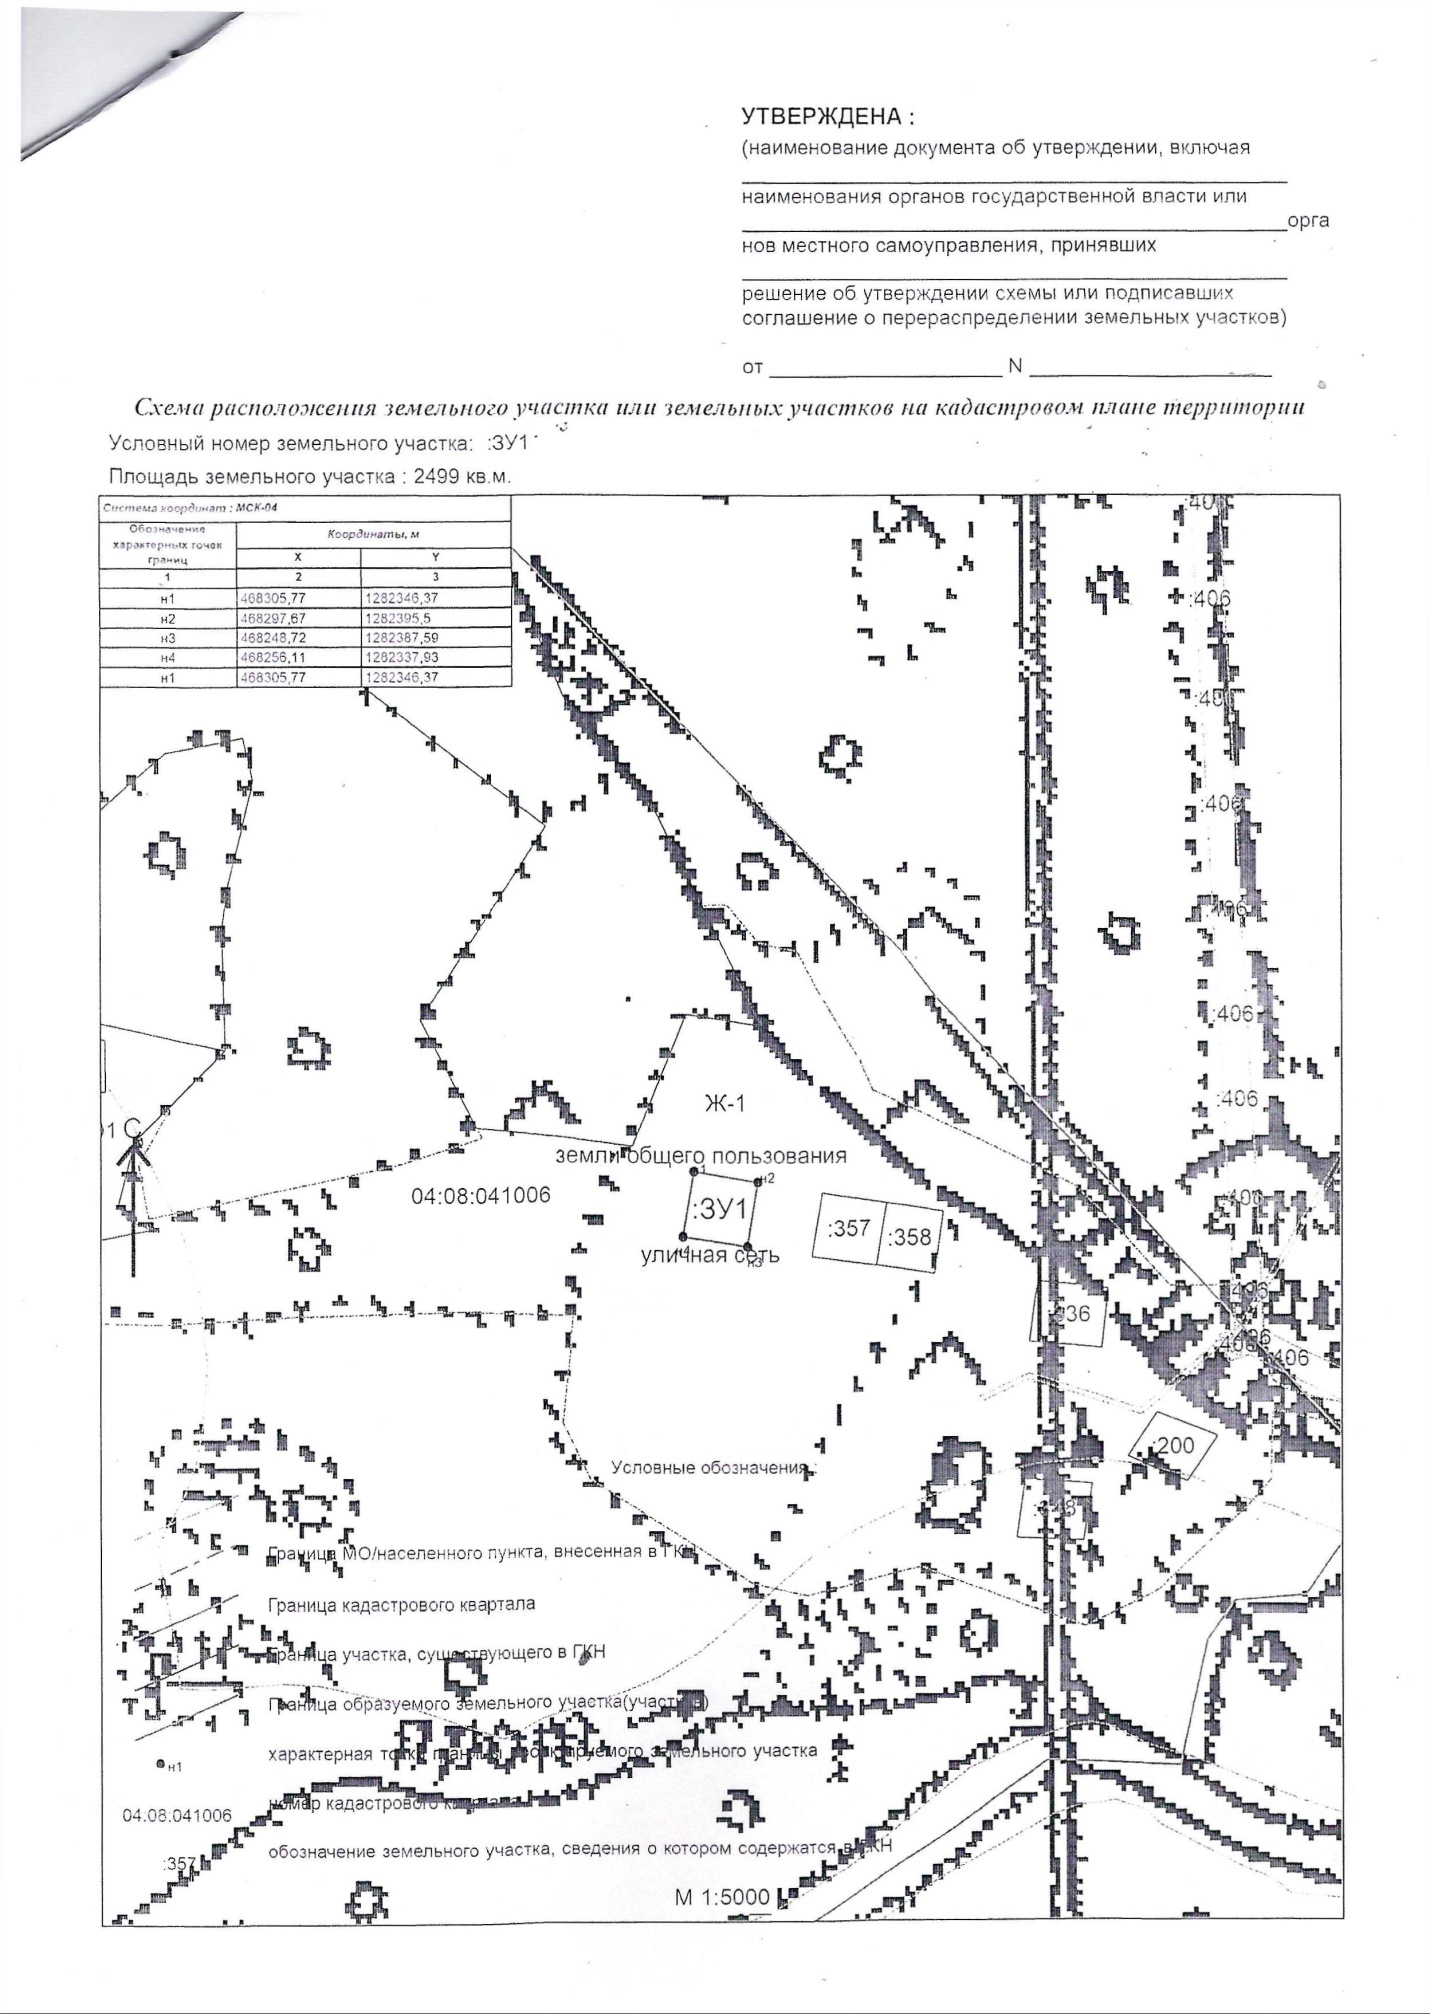 УТВЕРЖДЕНА :
(наименование документа об утверждении, включая
наименования органов государственной власти или
орга
нов местного самоуправления, принявших
решение об утверждении схемы или подписавших
соглашение о перераспределении земельных участков)
от N
Схема расположения земельного участка или земельных участков на кадастровом плане территории
Условный номер земельного участка: :ЗУ1
Площадь земельного участка : 2499 кв.м.
Система координат : МСК-04
Обозначения характерных точек границ Координаты, м
X Y
1 2 3
н1 468305,77 1282346,37
н2 468297,67 1282395,5
н3 468248,72 1282387,59
н4 468256,11 1282337,93
н1 468305,77 1282346,37
:406
:406
:406
:406
:406
:406
Ж-1
С
земли общего пользования
04:08:041006
н2
:ЗУ1
:357
:358
уличная сеть
н3
:406
:406
:406
:406
:200
Условные обозначения :
Граница МО/населенного пункта, внесенная в ГКН
Граница кадастрового квартала
Граница участка, существующего в ГКН
Граница образуемого земельного участка(участков)
характерная точка границы образуемого земельного участка
н1
номер кадастрового квартала
04:08:041006
обозначение земельного участка, сведения о котором содержатся в ГКН
:357
М 1:5000